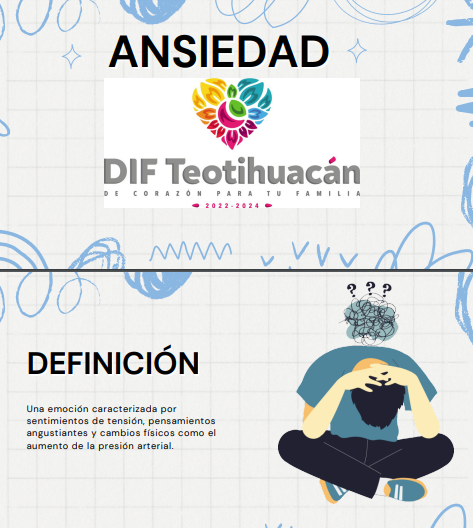 ANSIEDAD
DIF Teotihuacán
DE CORAZÓN PARA TU FAMILIA
2022-2024
? ? ?
DEFINICIÓN
Una emoción caracterizada por
sentimientos de tensión, pensamientos
angustiantes y cambios físicos como el
aumento de la presión arterial.